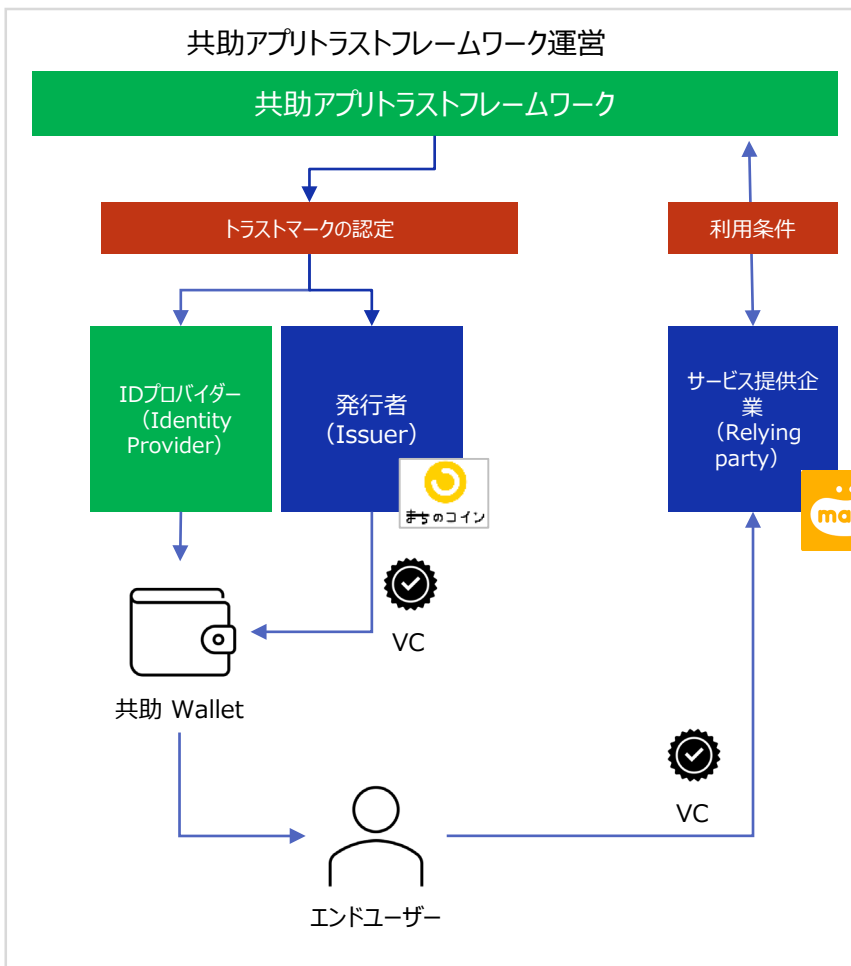 共助アプリトラストフレームワーク運営
共助アプリトラストフレームワーク
トラストマークの認定
利用条件
IDプロバイダー
（Identity
Provider）
発行者
（Issuer）
サービス提供企
業
（Relying
party）
まちのコイン
ma
VC
共助 Wallet
VC
エンドユーザー